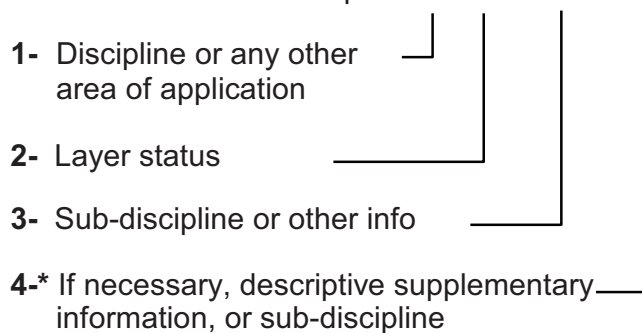 1- Discipline or any other
area of application
2- Layer status
3- Sub-discipline or other info
4-* If necessary, descriptive supplementary
information, or sub-discipline